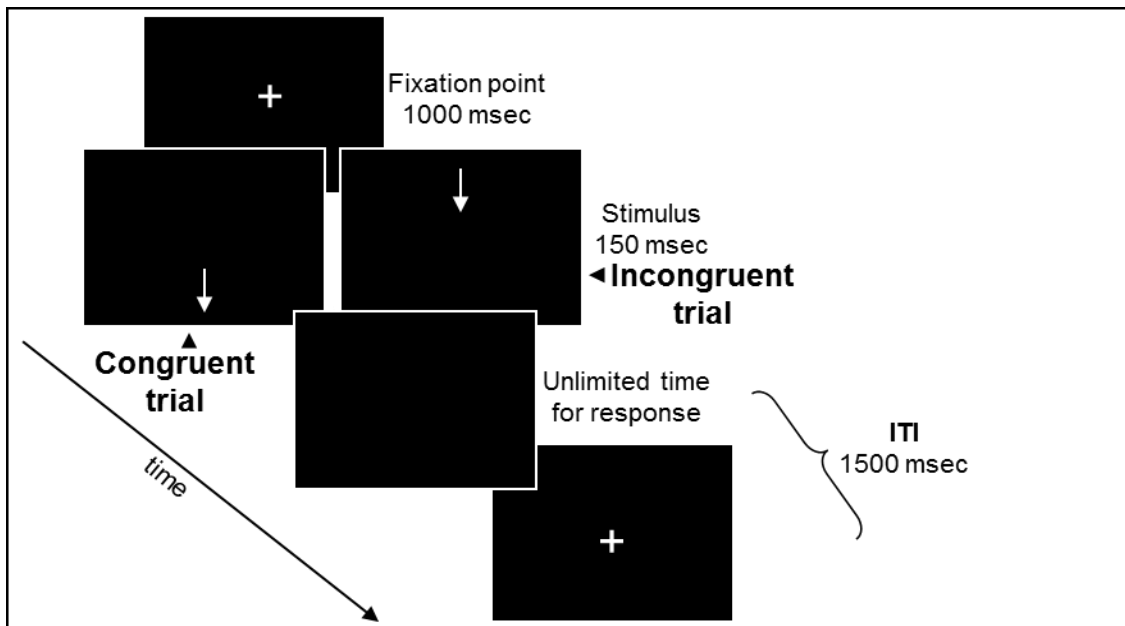 Fixation point
1000 msec
Stimulus
150 msec
Incongruent
trial
Congruent
trial
Unlimited time
for response
ITI
1500 msec
time